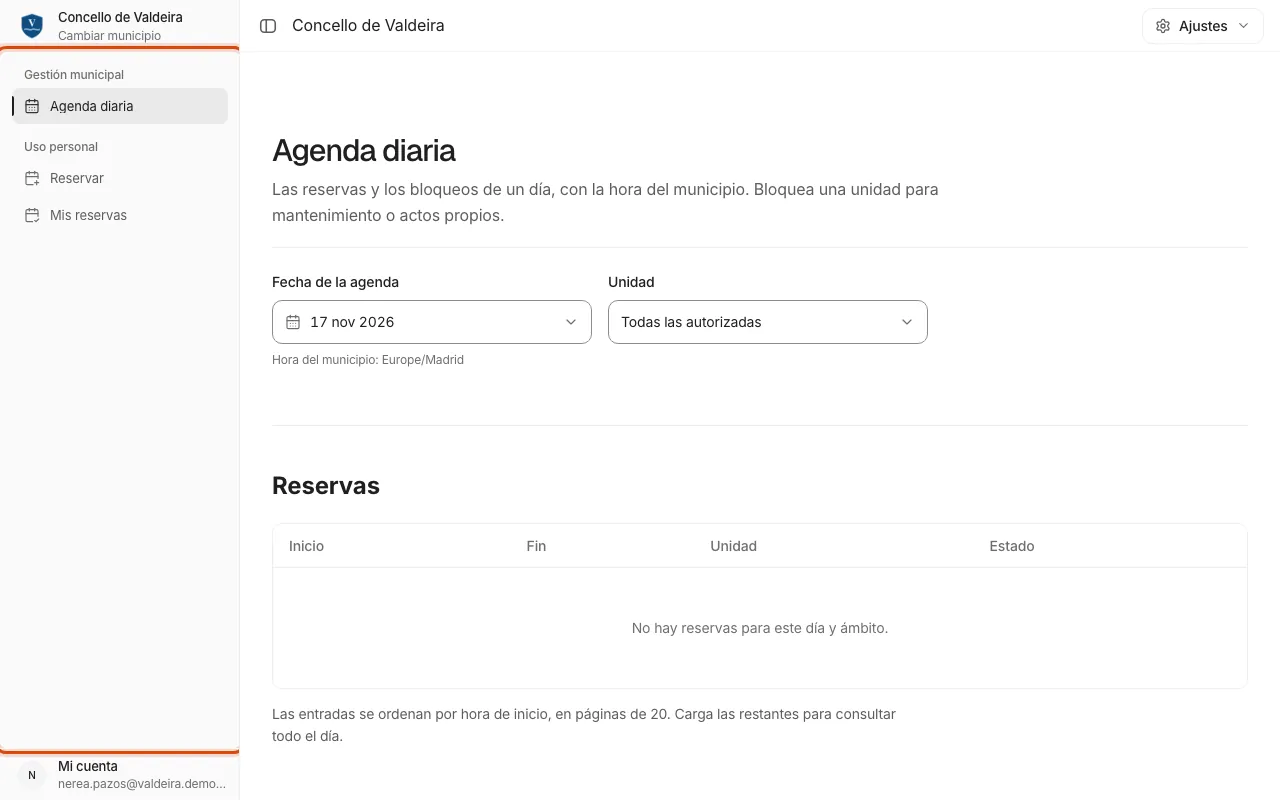 V
Concello de Valdeira
Cambiar municipio
Gestión municipal
Agenda diaria
Uso personal
Reservar
Mis reservas
N
Mi cuenta
nerea.pazos@valdeira.demo...
Concello de Valdeira
Ajustes
Agenda diaria
Las reservas y los bloqueos de un día, con la hora del municipio. Bloquea una unidad para
mantenimiento o actos propios.
Fecha de la agenda
Unidad
17 nov 2026
Todas las autorizadas
Hora del municipio: Europe/Madrid
Reservas
Inicio Fin Unidad Estado
No hay reservas para este día y ámbito.
Las entradas se ordenan por hora de inicio, en páginas de 20. Carga las restantes para consultar
todo el día.